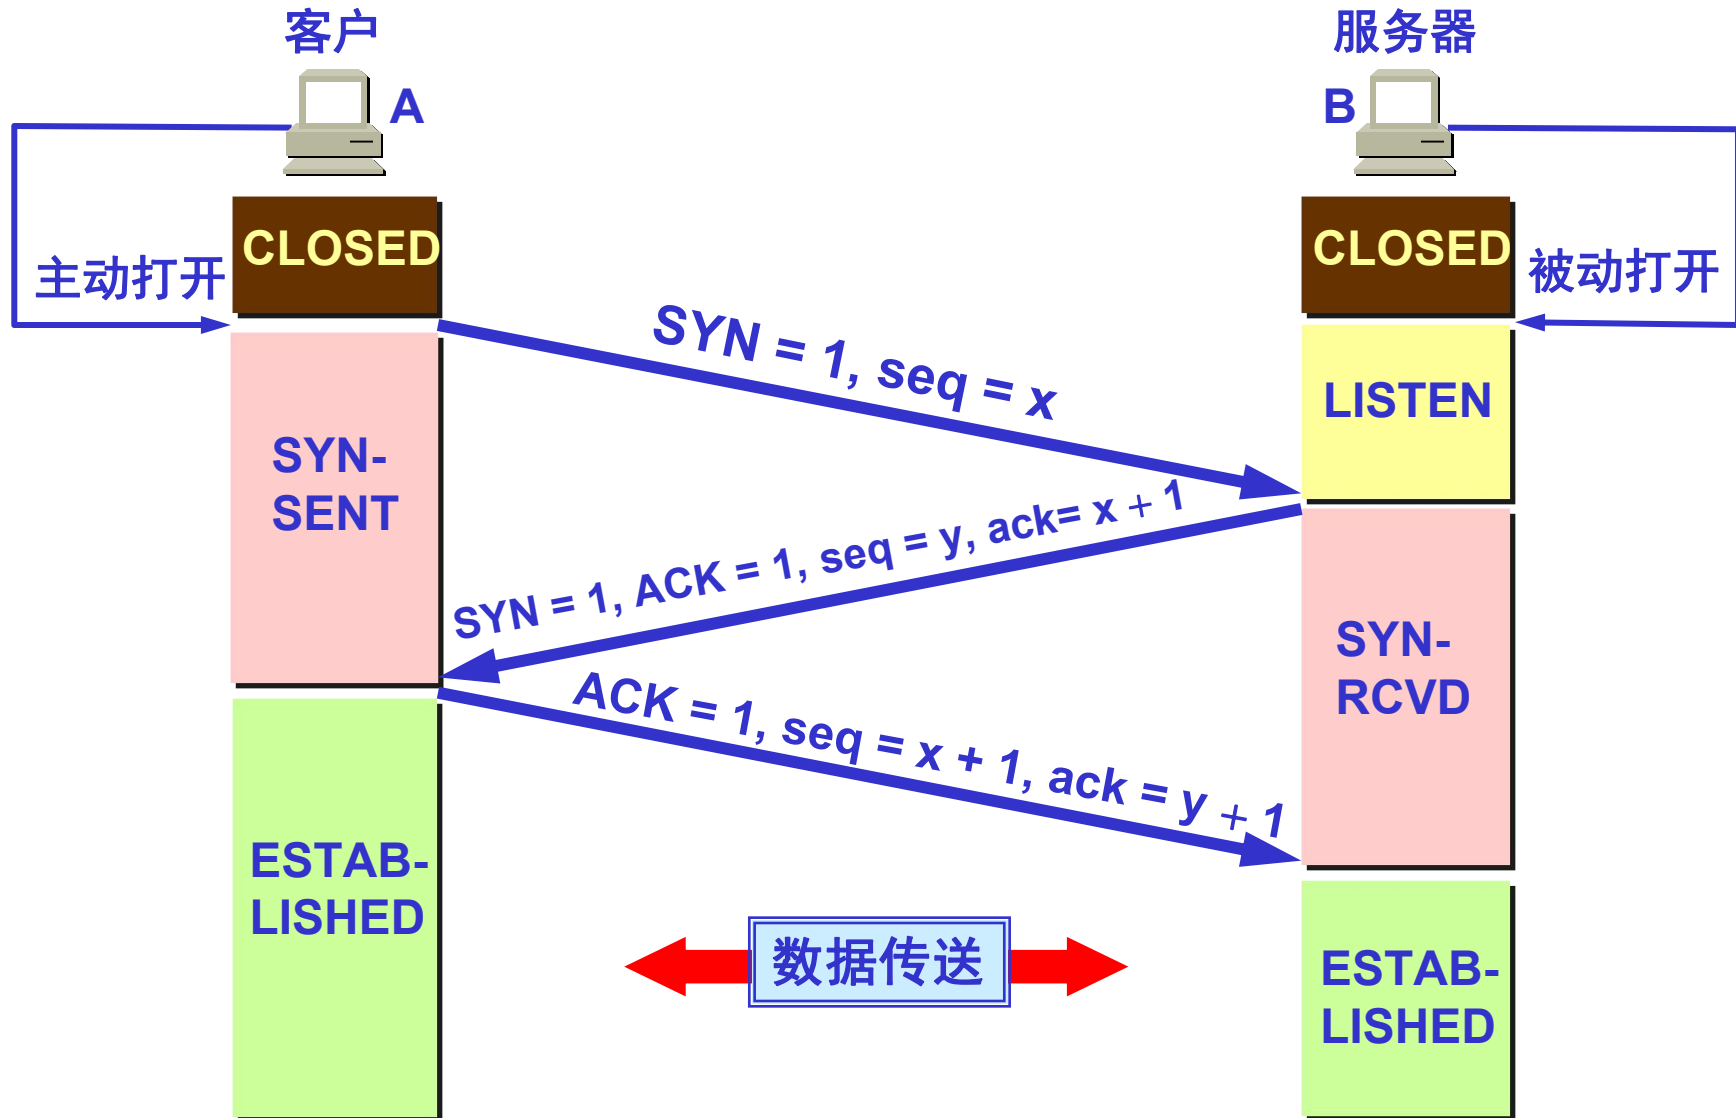 客户
服务器
A
B
CLOSED
CLOSED
主动打开
被动打开
SYN = 1, seq = x
LISTEN
SYN-
SENT
SYN = 1, ACK = 1, seq = y, ack= x + 1
SYN-
RCVD
ACK = 1, seq = x + 1, ack = y + 1
ESTAB-
LISHED
数据传送
ESTAB-
LISHED